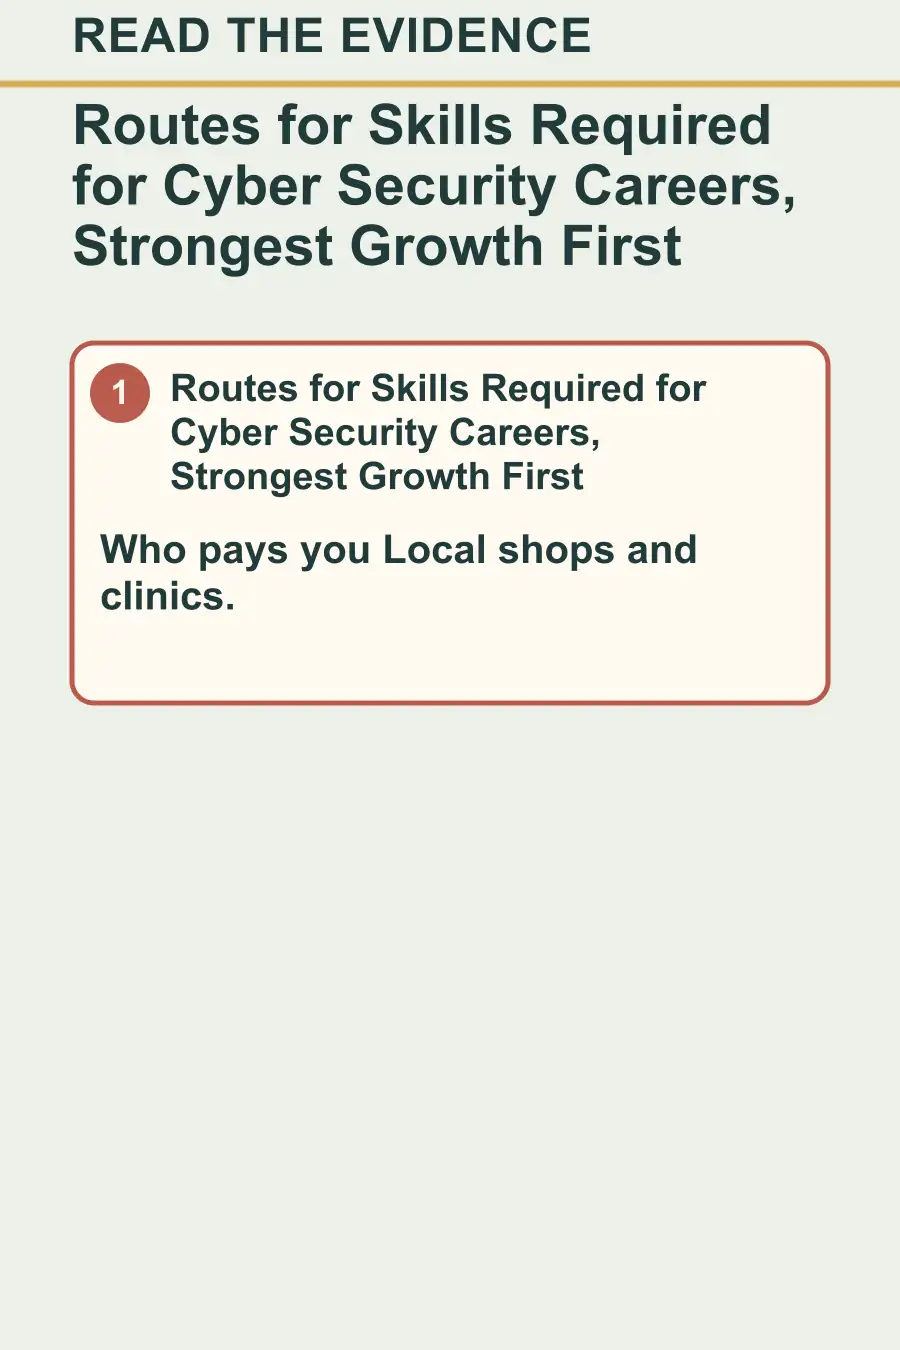 READ THE EVIDENCE
Routes for Skills Required
for Cyber Security Careers,
Strongest Growth First
1
Routes for Skills Required for
Cyber Security Careers,
Strongest Growth First
Who pays you Local shops and
clinics.